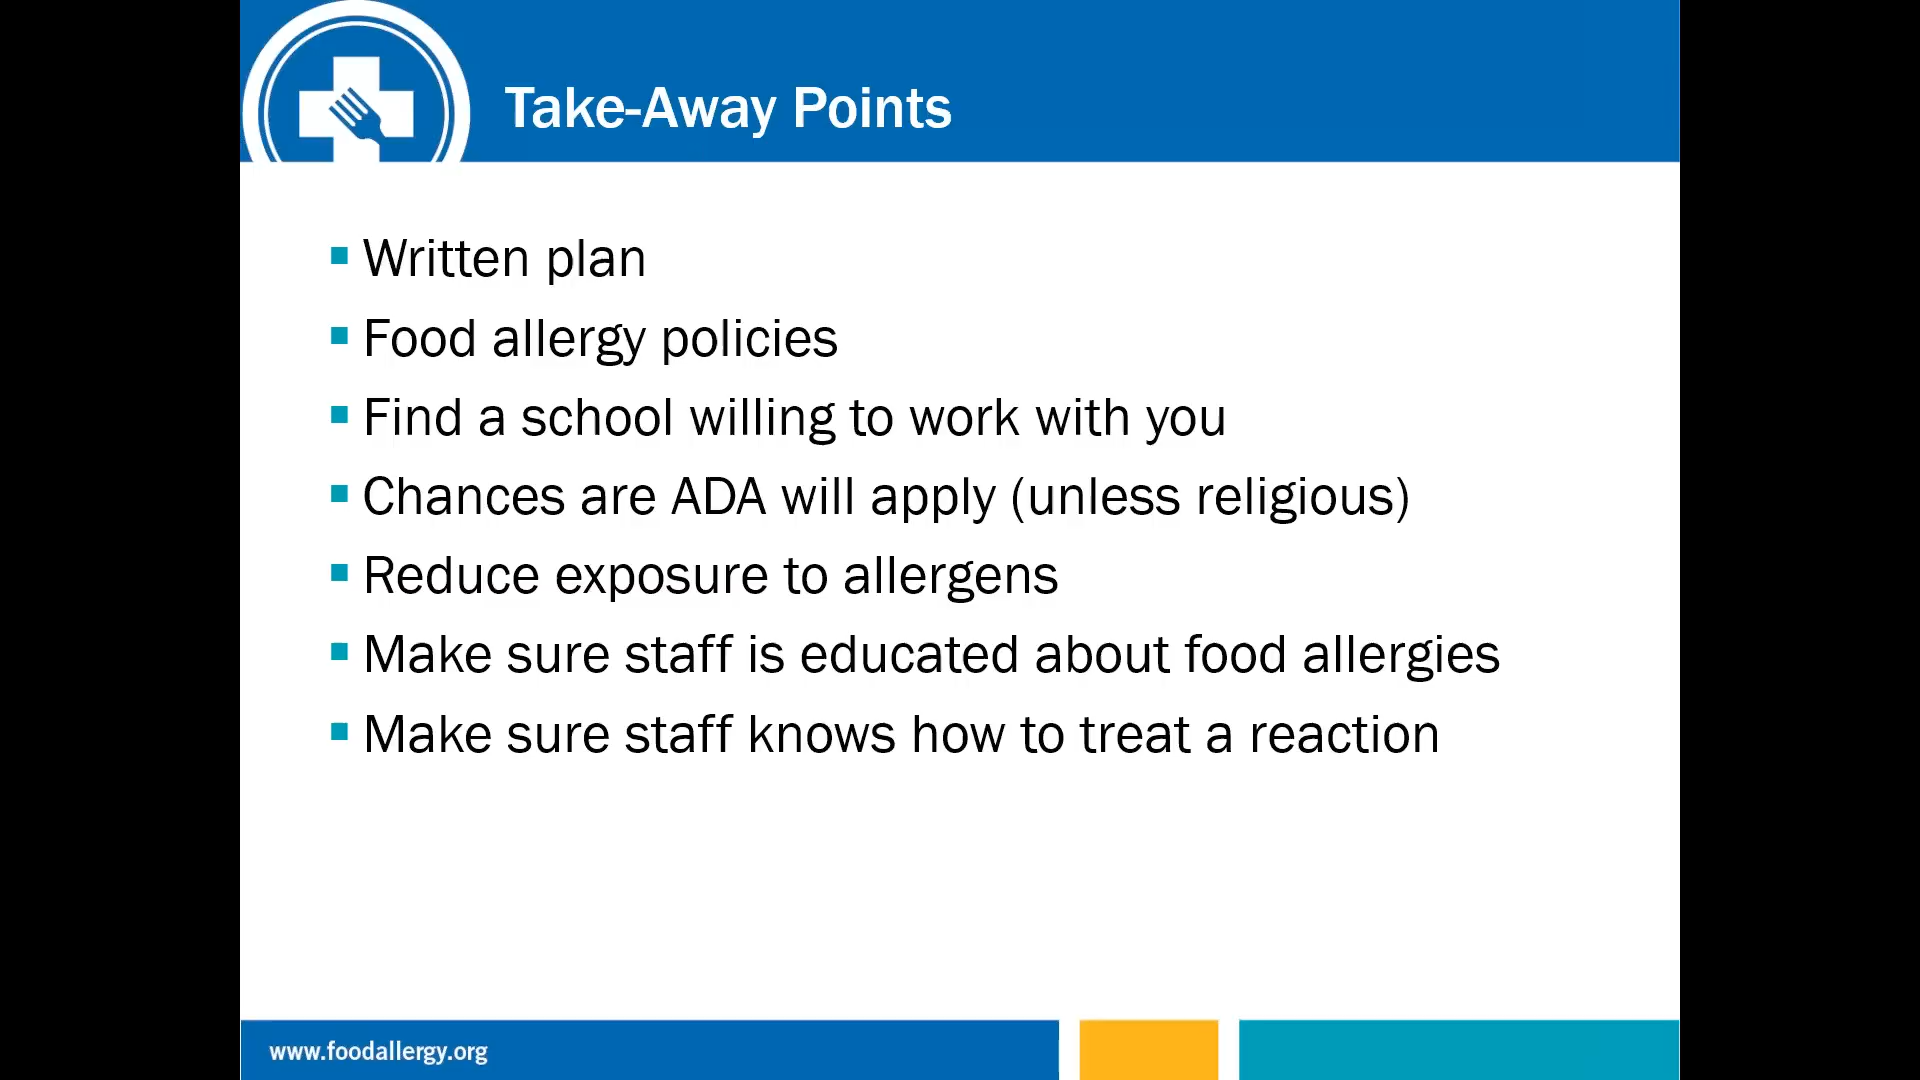 Take-Away Points
Written plan
Food allergy policies
Find a school willing to work with you
Chances are ADA will apply (unless religious)
Reduce exposure to allergens
Make sure staff is educated about food allergies
Make sure staff knows how to treat a reaction
www.foodallergy.org